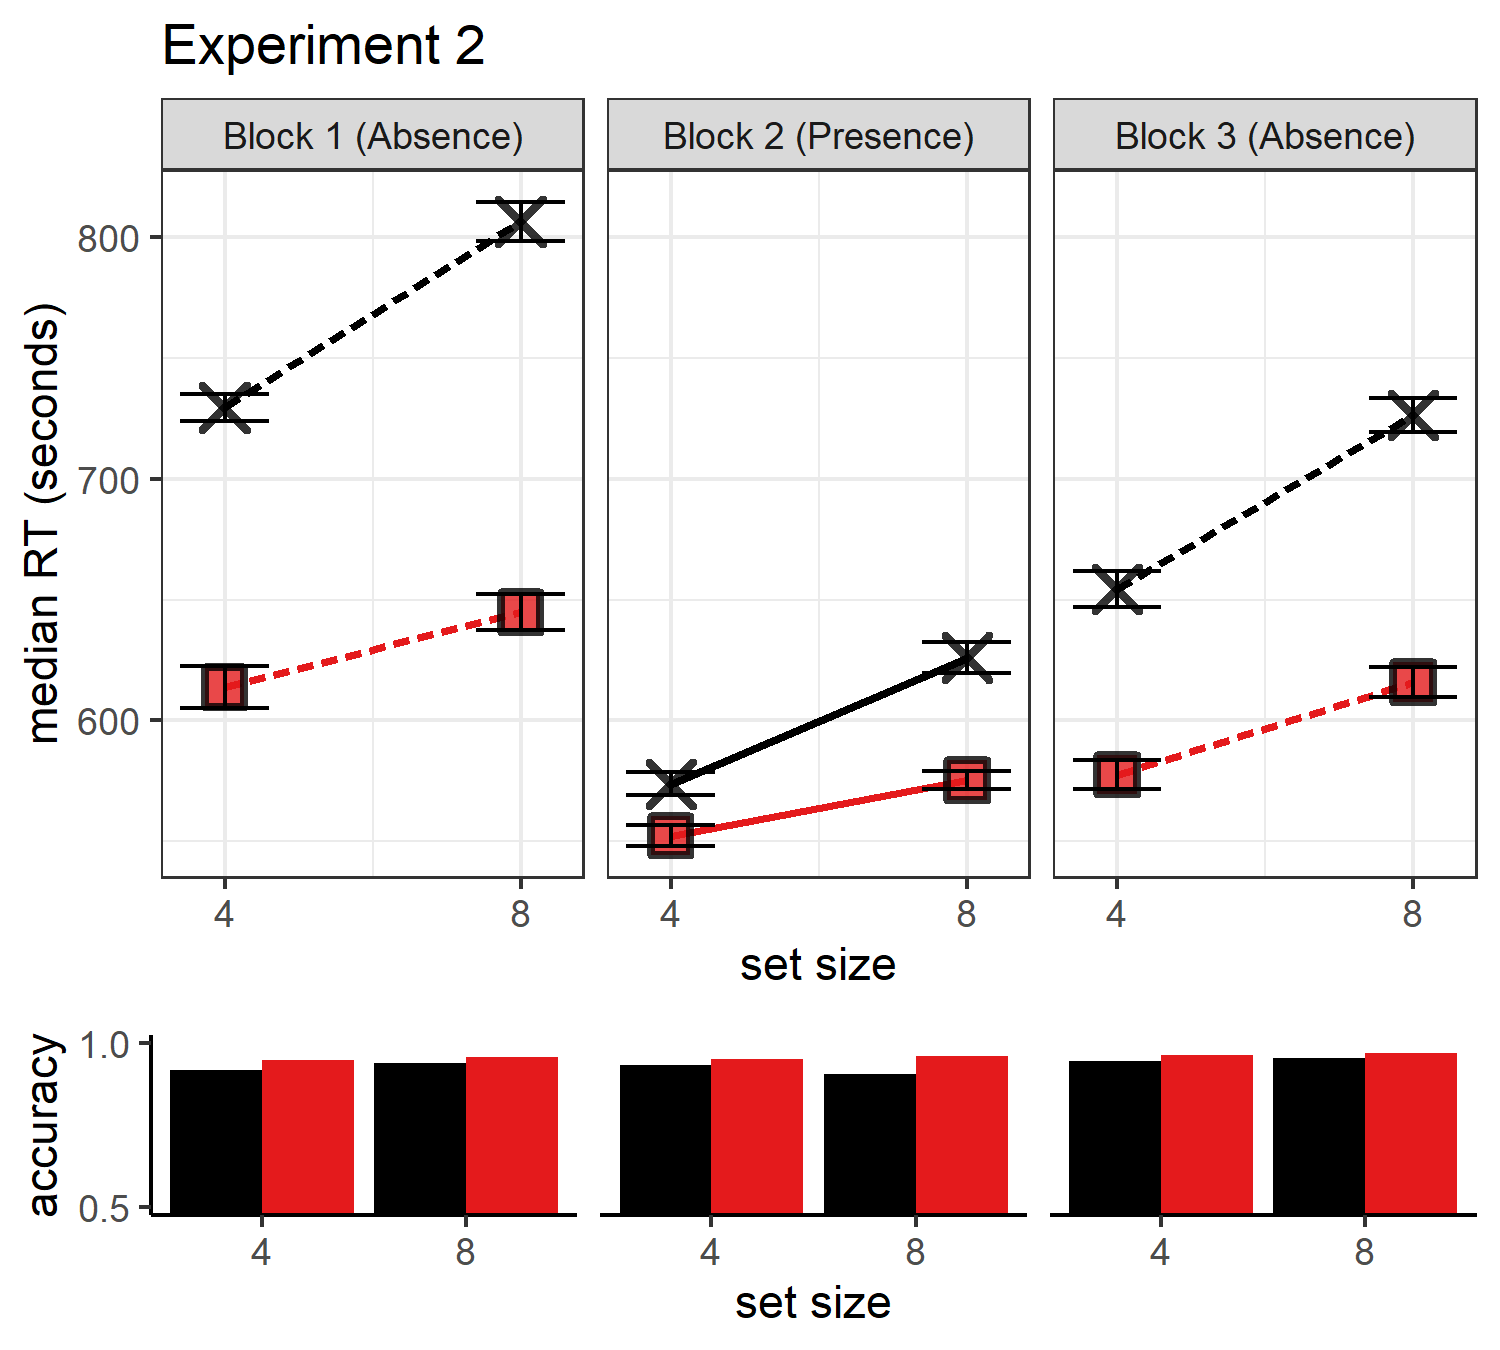 Experiment 2
Block 1 (Absence)
Block 2 (Presence)
Block 3 (Absence)
median RT (seconds)
800
700
600
4
8
4
8
4
8
set size
accuracy
1.0
0.5
4
8
4
8
4
8
set size